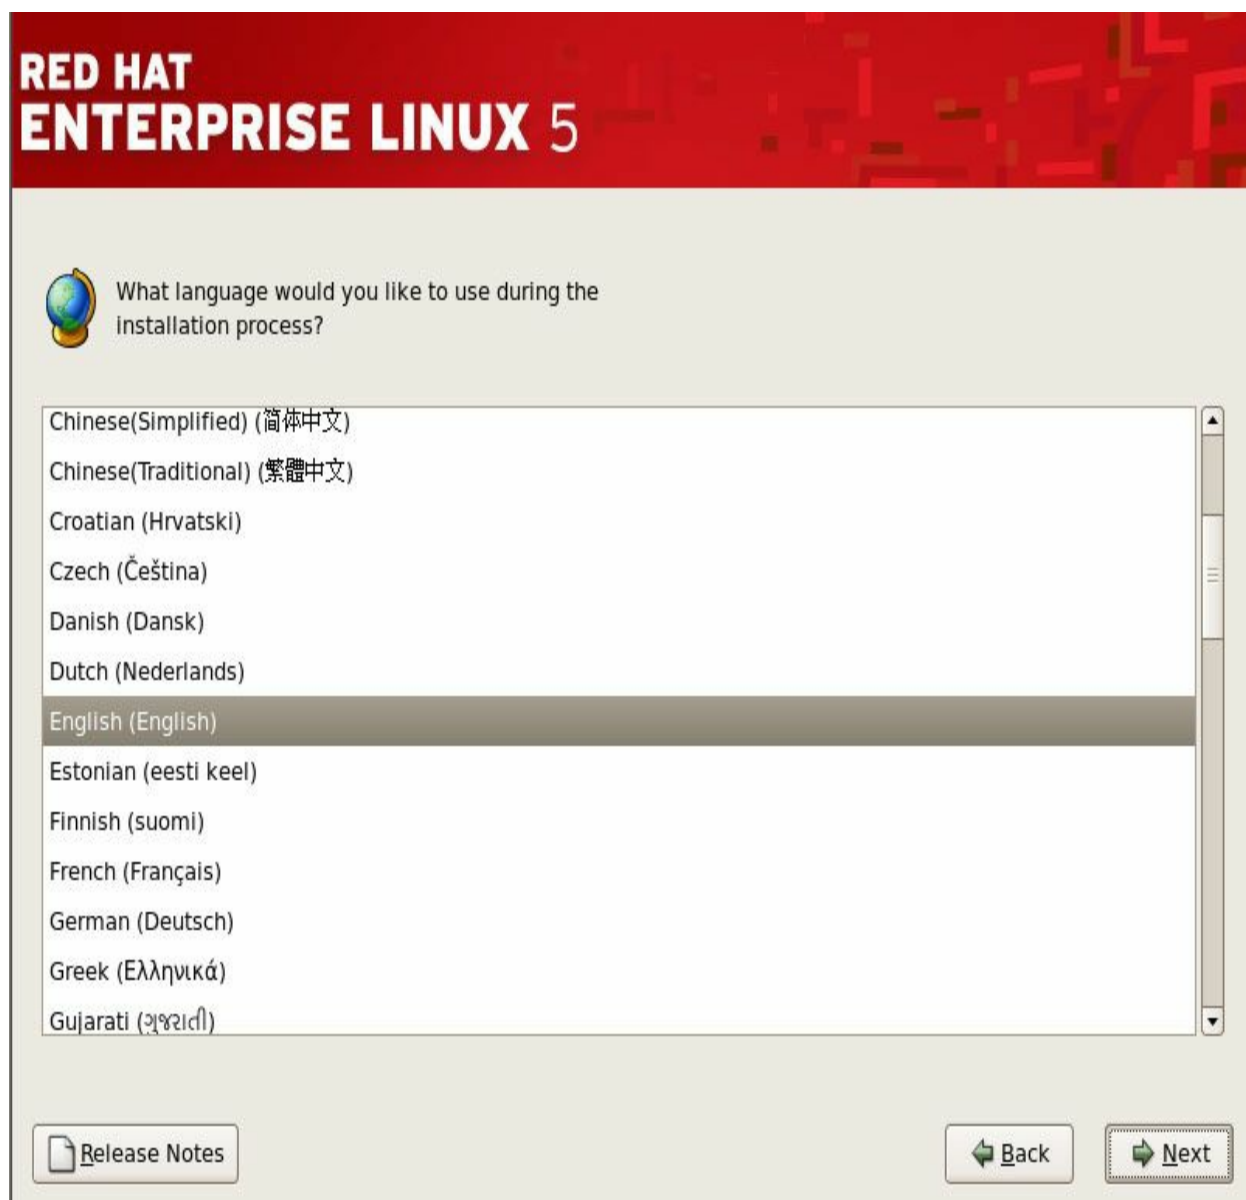 RED HAT
ENTERPRISE LINUX 5
What language would you like to use during the
installation process?
Chinese(Simplified) (简体中文)
Chinese(Traditional) (繁體中文)
Croatian (Hrvatski)
Czech (Čeština)
Danish (Dansk)
Dutch (Nederlands)
English (English)
Estonian (eesti keel)
Finnish (suomi)
French (Français)
German (Deutsch)
Greek (Ελληνικά)
Gujarati (ગુજરાતી)
Release Notes
Back
Next